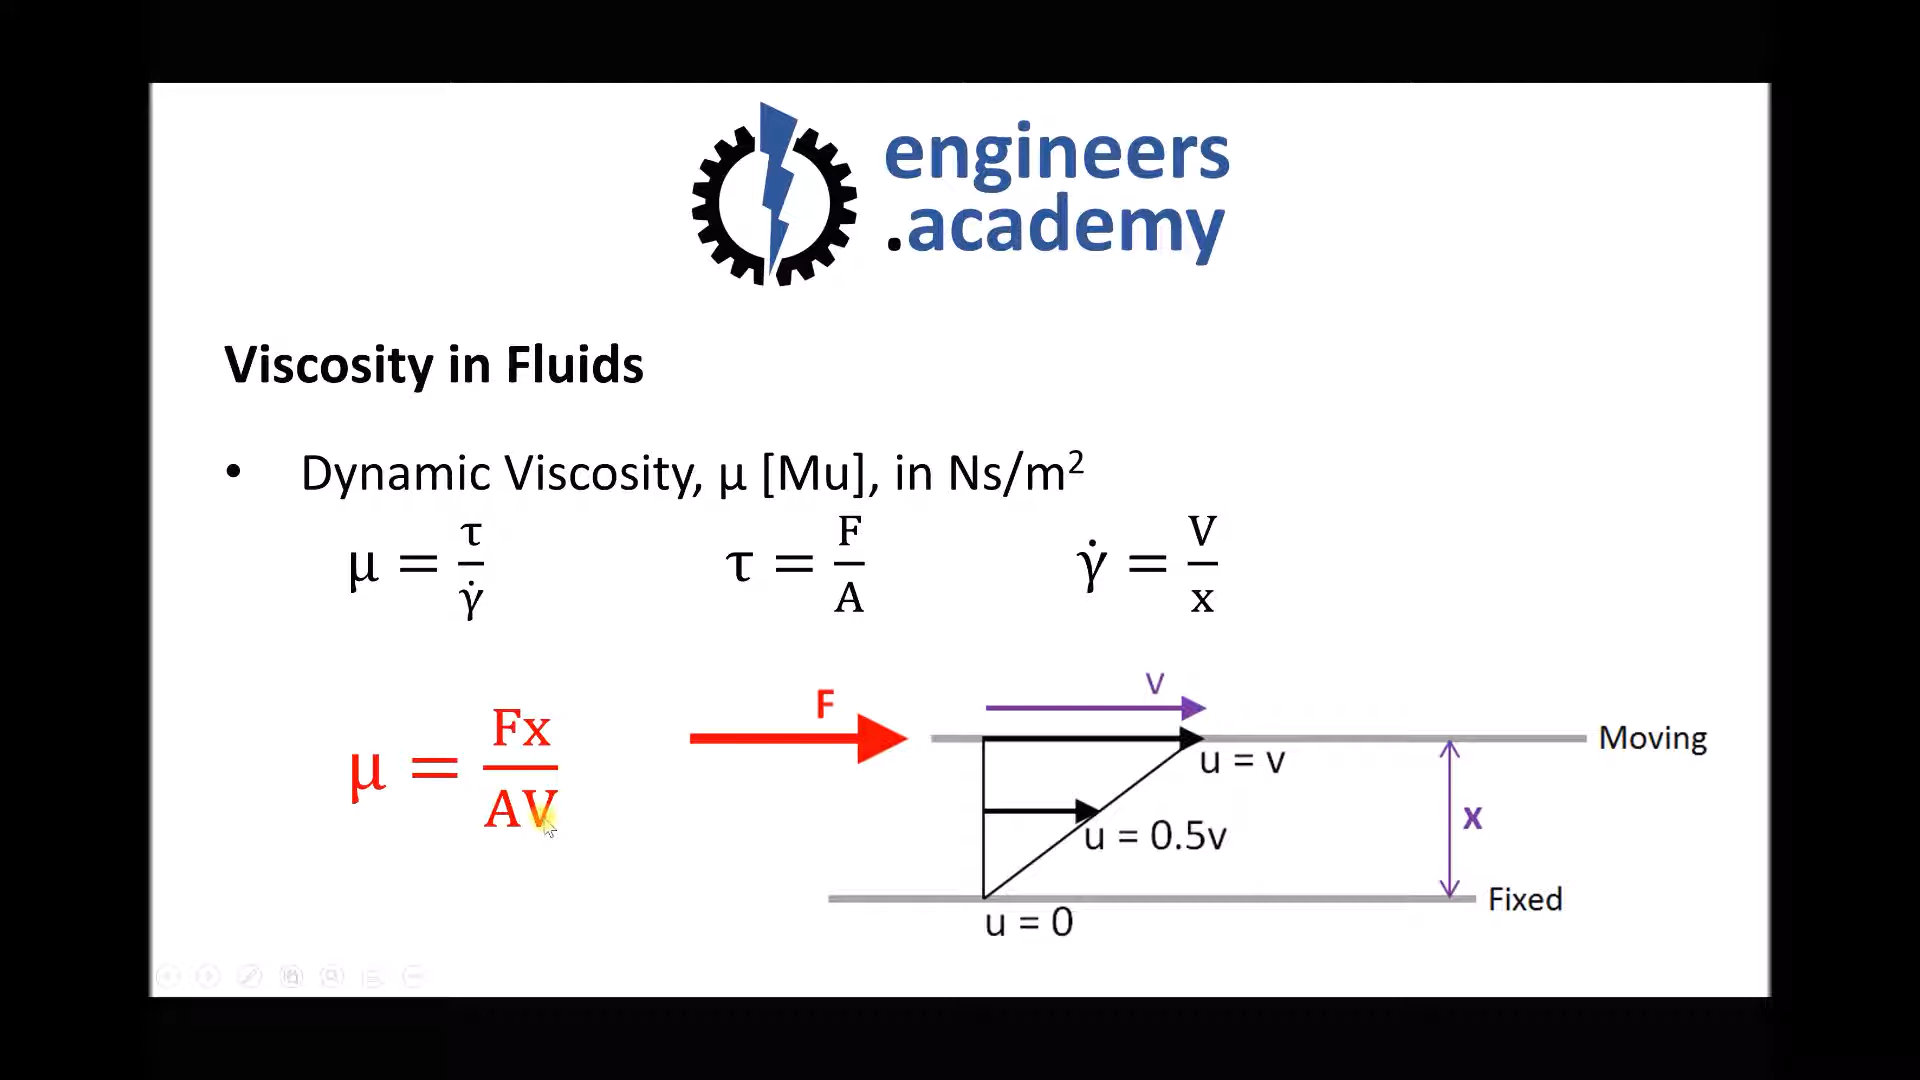 engineers
.academy
Viscosity in Fluids
• Dynamic Viscosity, μ [Mu], in Ns/m²
μ = τ/γ̇ τ = F/A γ̇ = V/x
μ = Fx/AV
F
V
Moving
u = v
x
u = 0.5v
Fixed
u = 0